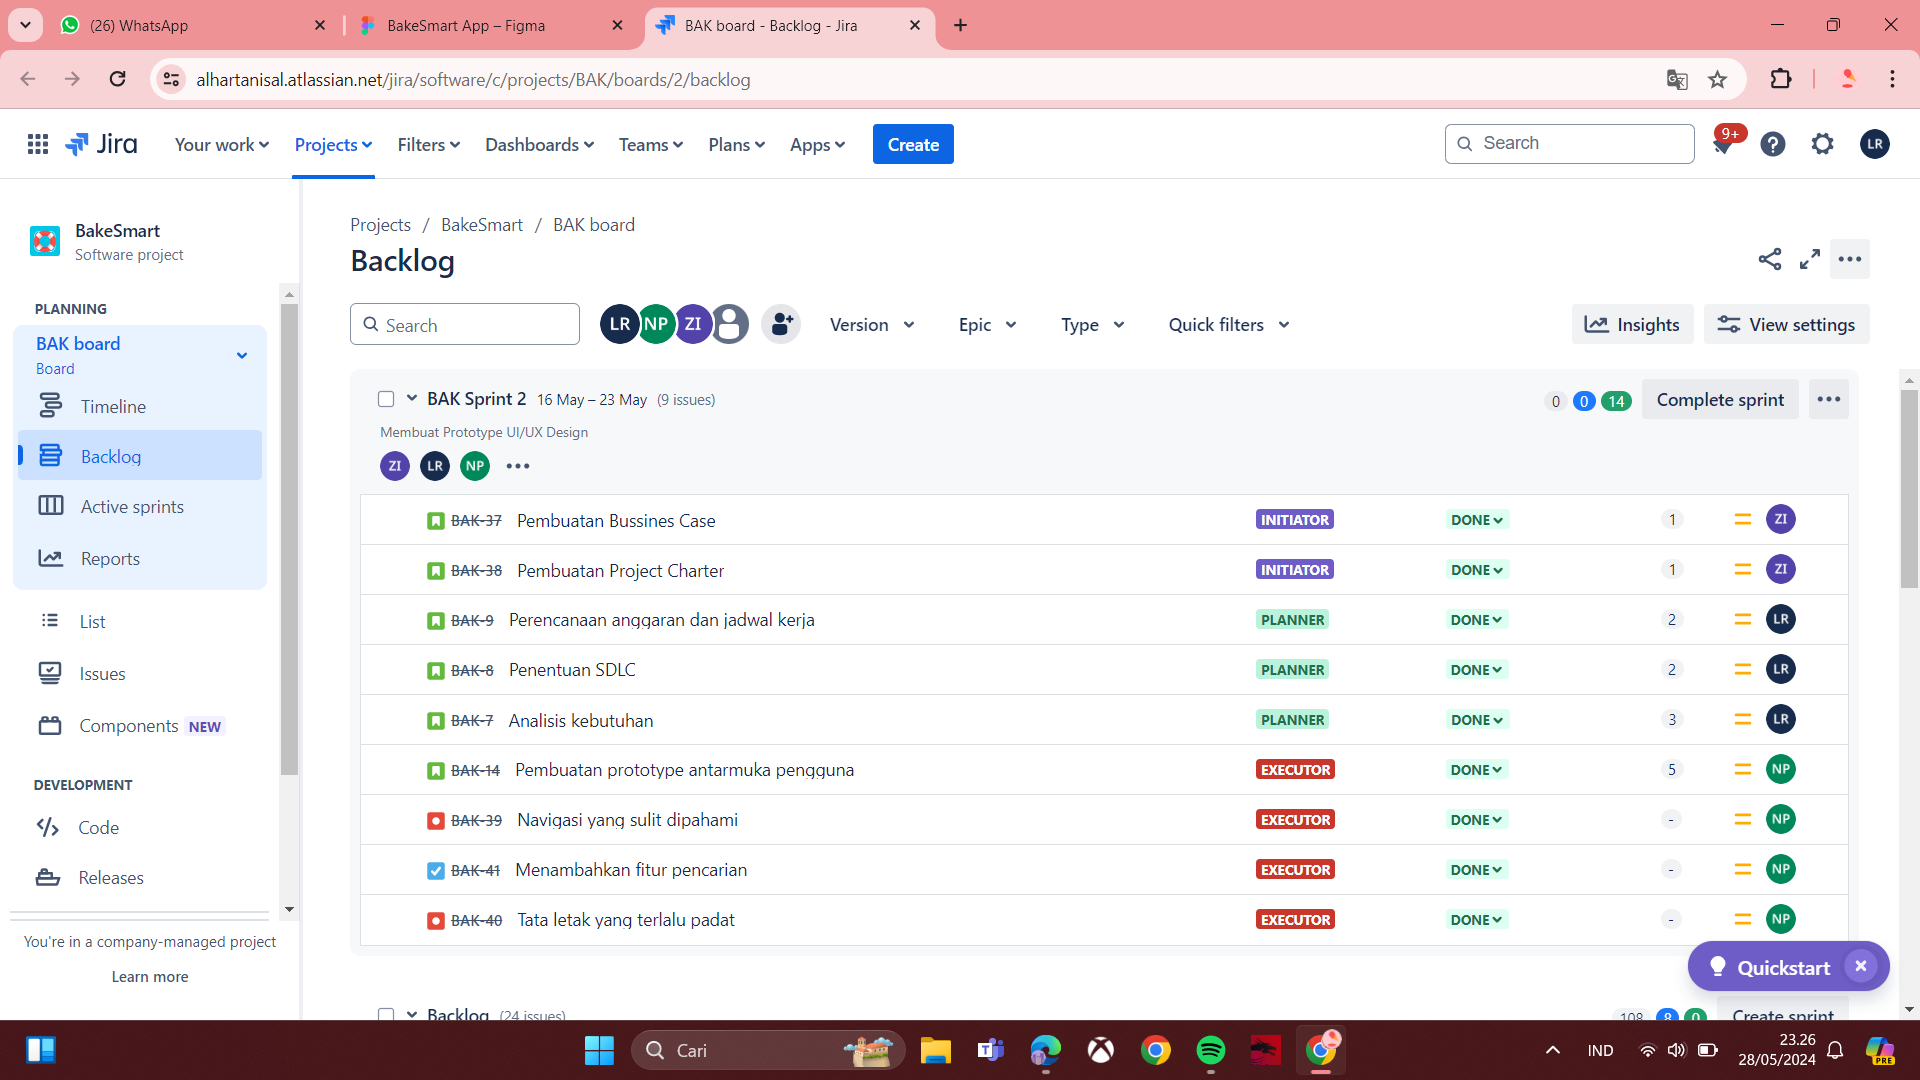 (26) WhatsApp
BakeSmart App – Figma
BAK board - Backlog - Jira
alhartanisal.atlassian.net/jira/software/c/projects/BAK/boards/2/backlog
Jira
Your work
Projects
Filters
Dashboards
Teams
Plans
Apps
Create
Search
9+
LR
BakeSmart
Software project
PLANNING
BAK board
Board
Timeline
Backlog
Active sprints
Reports
List
Issues
Components NEW
DEVELOPMENT
Code
Releases
You're in a company-managed project
Learn more
Projects / BakeSmart / BAK board
Backlog
Search
LR NP ZI
Version
Epic
Type
Quick filters
Insights
View settings
BAK Sprint 2 16 May – 23 May (9 issues)
0 0 14
Complete sprint
Membuat Prototype UI/UX Design
ZI LR NP
BAK-37 Pembuatan Bussines Case INITIATOR DONE 1 ZI
BAK-38 Pembuatan Project Charter INITIATOR DONE 1 ZI
BAK-9 Perencanaan anggaran dan jadwal kerja PLANNER DONE 2 LR
BAK-8 Penentuan SDLC PLANNER DONE 2 LR
BAK-7 Analisis kebutuhan PLANNER DONE 3 LR
BAK-14 Pembuatan prototype antarmuka pengguna EXECUTOR DONE 5 NP
BAK-39 Navigasi yang sulit dipahami EXECUTOR DONE - NP
BAK-41 Menambahkan fitur pencarian EXECUTOR DONE - NP
BAK-40 Tata letak yang terlalu padat EXECUTOR DONE - NP
Quickstart
Backlog (24 issues)
108 8 0
Create sprint
Cari
IND
23.26
28/05/2024
PRE